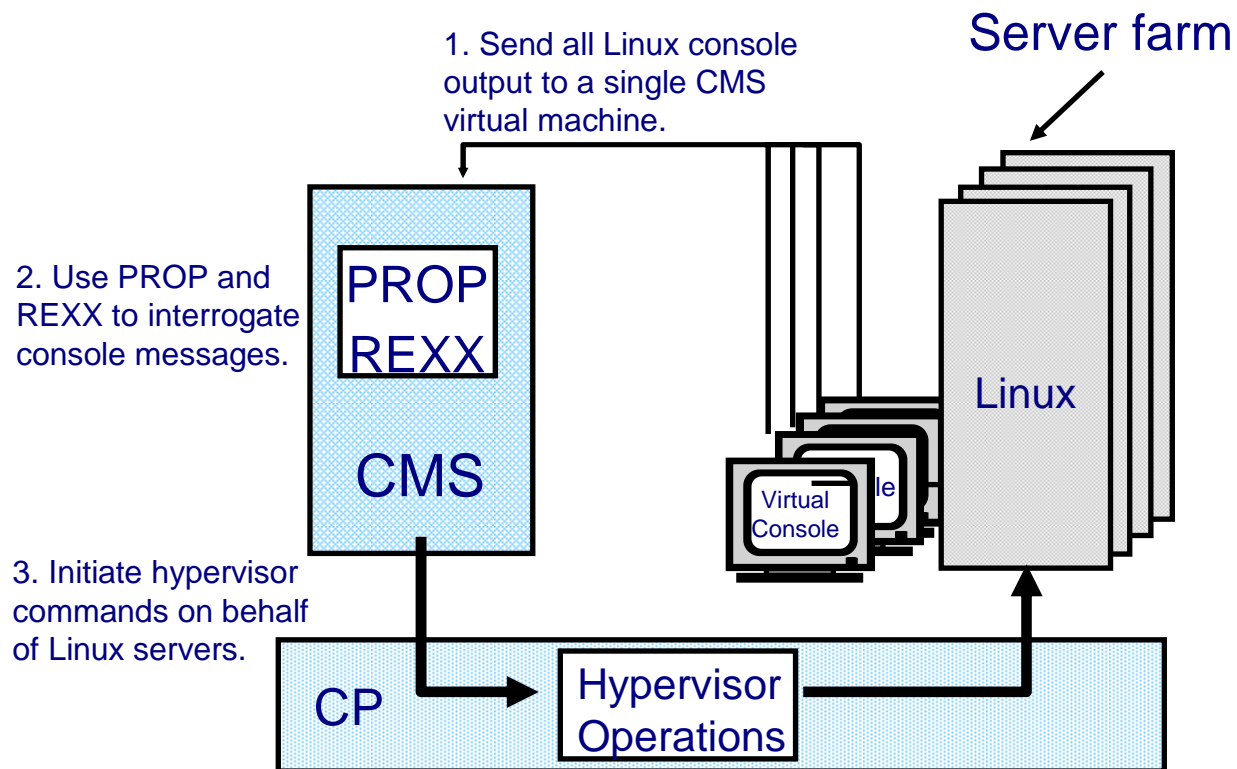 Server farm
1. Send all Linux console
output to a single CMS
virtual machine.
2. Use PROP and
REXX to interrogate
console messages.
PROP
REXX
CMS
Linux
Virtual
Console
le
3. Initiate hypervisor
commands on behalf
of Linux servers.
CP
Hypervisor
Operations